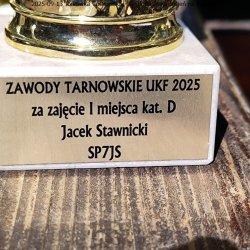 ZAWODY TARNOWSKIE UKF 2025
za zajęcie I miejsca kat. D
Jacek Stawnicki
SP7JS